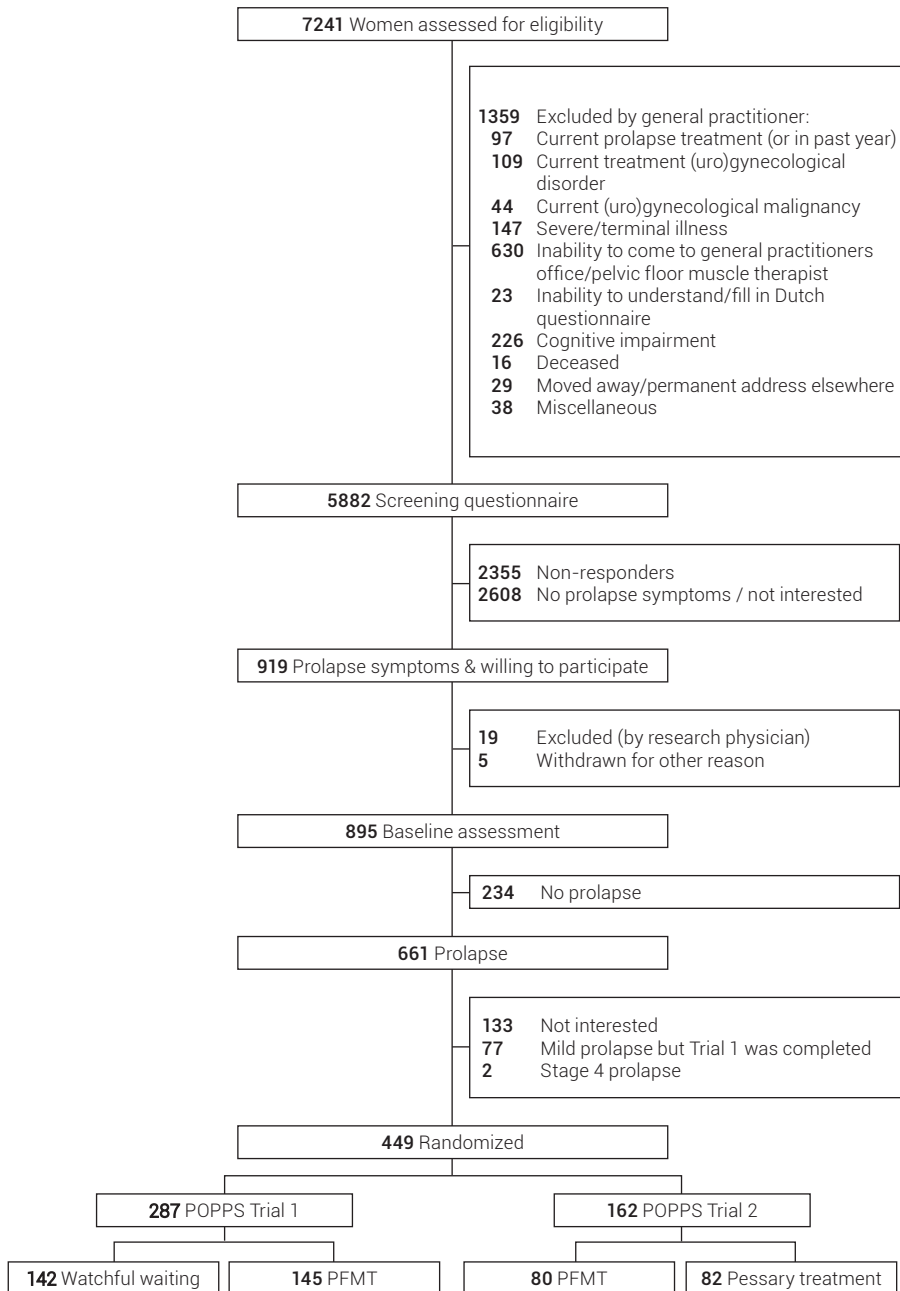 7241 Women assessed for eligibility
1359 Excluded by general practitioner:
97 Current prolapse treatment (or in past year)
109 Current treatment (uro)gynecological
disorder
44 Current (uro)gynecological malignancy
147 Severe/terminal illness
630 Inability to come to general practitioners
office/pelvic floor muscle therapist
23 Inability to understand/fill in Dutch
questionnaire
226 Cognitive impairment
16 Deceased
29 Moved away/permanent address elsewhere
38 Miscellaneous
5882 Screening questionnaire
2355 Non-responders
2608 No prolapse symptoms / not interested
919 Prolapse symptoms & willing to participate
19 Excluded (by research physician)
5 Withdrawn for other reason
895 Baseline assessment
234 No prolapse
661 Prolapse
133 Not interested
77 Mild prolapse but Trial 1 was completed
2 Stage 4 prolapse
449 Randomized
287 POPPS Trial 1
162 POPPS Trial 2
142 Watchful waiting
145 PFMT
80 PFMT
82 Pessary treatment